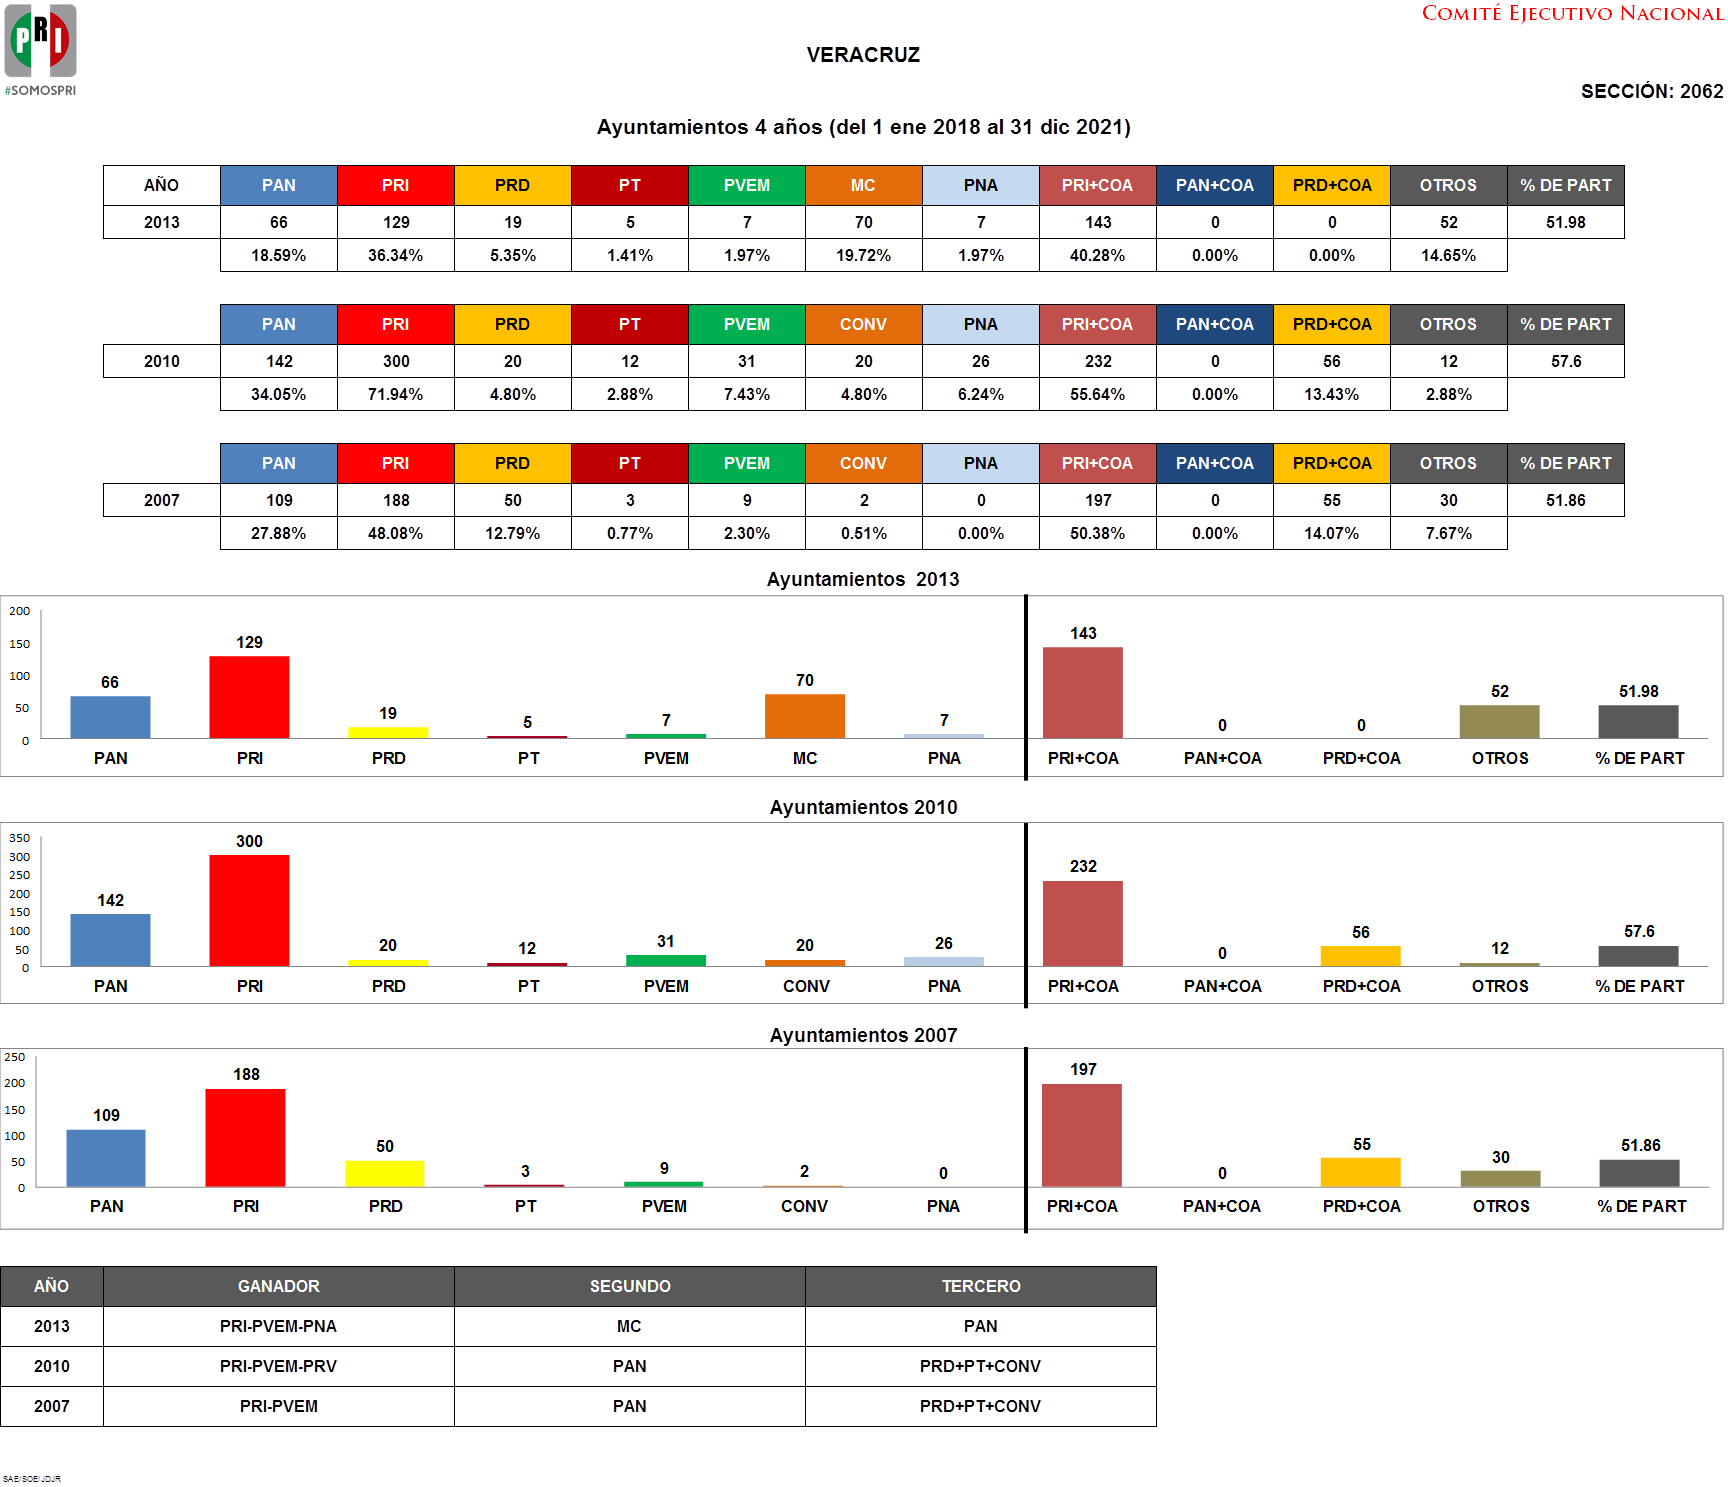 COMITÉ EJECUTIVO NACIONAL
PRI
#SOMOSPRI
VERACRUZ
SECCIÓN: 2062
Ayuntamientos 4 años (del 1 ene 2018 al 31 dic 2021)
AÑO PAN PRI PRD PT PVEM MC PNA PRI+COA PAN+COA PRD+COA OTROS % DE PART
2013 66 129 19 5 7 70 7 143 0 0 52 51.98
18.59% 36.34% 5.35% 1.41% 1.97% 19.72% 1.97% 40.28% 0.00% 0.00% 14.65%
PAN PRI PRD PT PVEM CONV PNA PRI+COA PAN+COA PRD+COA OTROS % DE PART
2010 142 300 20 12 31 20 26 232 0 56 12 57.6
34.05% 71.94% 4.80% 2.88% 7.43% 4.80% 6.24% 55.64% 0.00% 13.43% 2.88%
PAN PRI PRD PT PVEM CONV PNA PRI+COA PAN+COA PRD+COA OTROS % DE PART
2007 109 188 50 3 9 2 0 197 0 55 30 51.86
27.88% 48.08% 12.79% 0.77% 2.30% 0.51% 0.00% 50.38% 0.00% 14.07% 7.67%
Ayuntamientos 2013
200
150
100
50
0
66 129 19 5 7 70 7 143 0 0 52 51.98
PAN PRI PRD PT PVEM MC PNA PRI+COA PAN+COA PRD+COA OTROS % DE PART
Ayuntamientos 2010
350
300
250
200
150
100
50
0
142 300 20 12 31 20 26 232 0 56 12 57.6
PAN PRI PRD PT PVEM CONV PNA PRI+COA PAN+COA PRD+COA OTROS % DE PART
Ayuntamientos 2007
250
200
150
100
50
0
109 188 50 3 9 2 0 197 0 55 30 51.86
PAN PRI PRD PT PVEM CONV PNA PRI+COA PAN+COA PRD+COA OTROS % DE PART
AÑO GANADOR SEGUNDO TERCERO
2013 PRI-PVEM-PNA MC PAN
2010 PRI-PVEM-PRV PAN PRD+PT+CONV
2007 PRI-PVEM PAN PRD+PT+CONV
SAE/SOE/JDJR